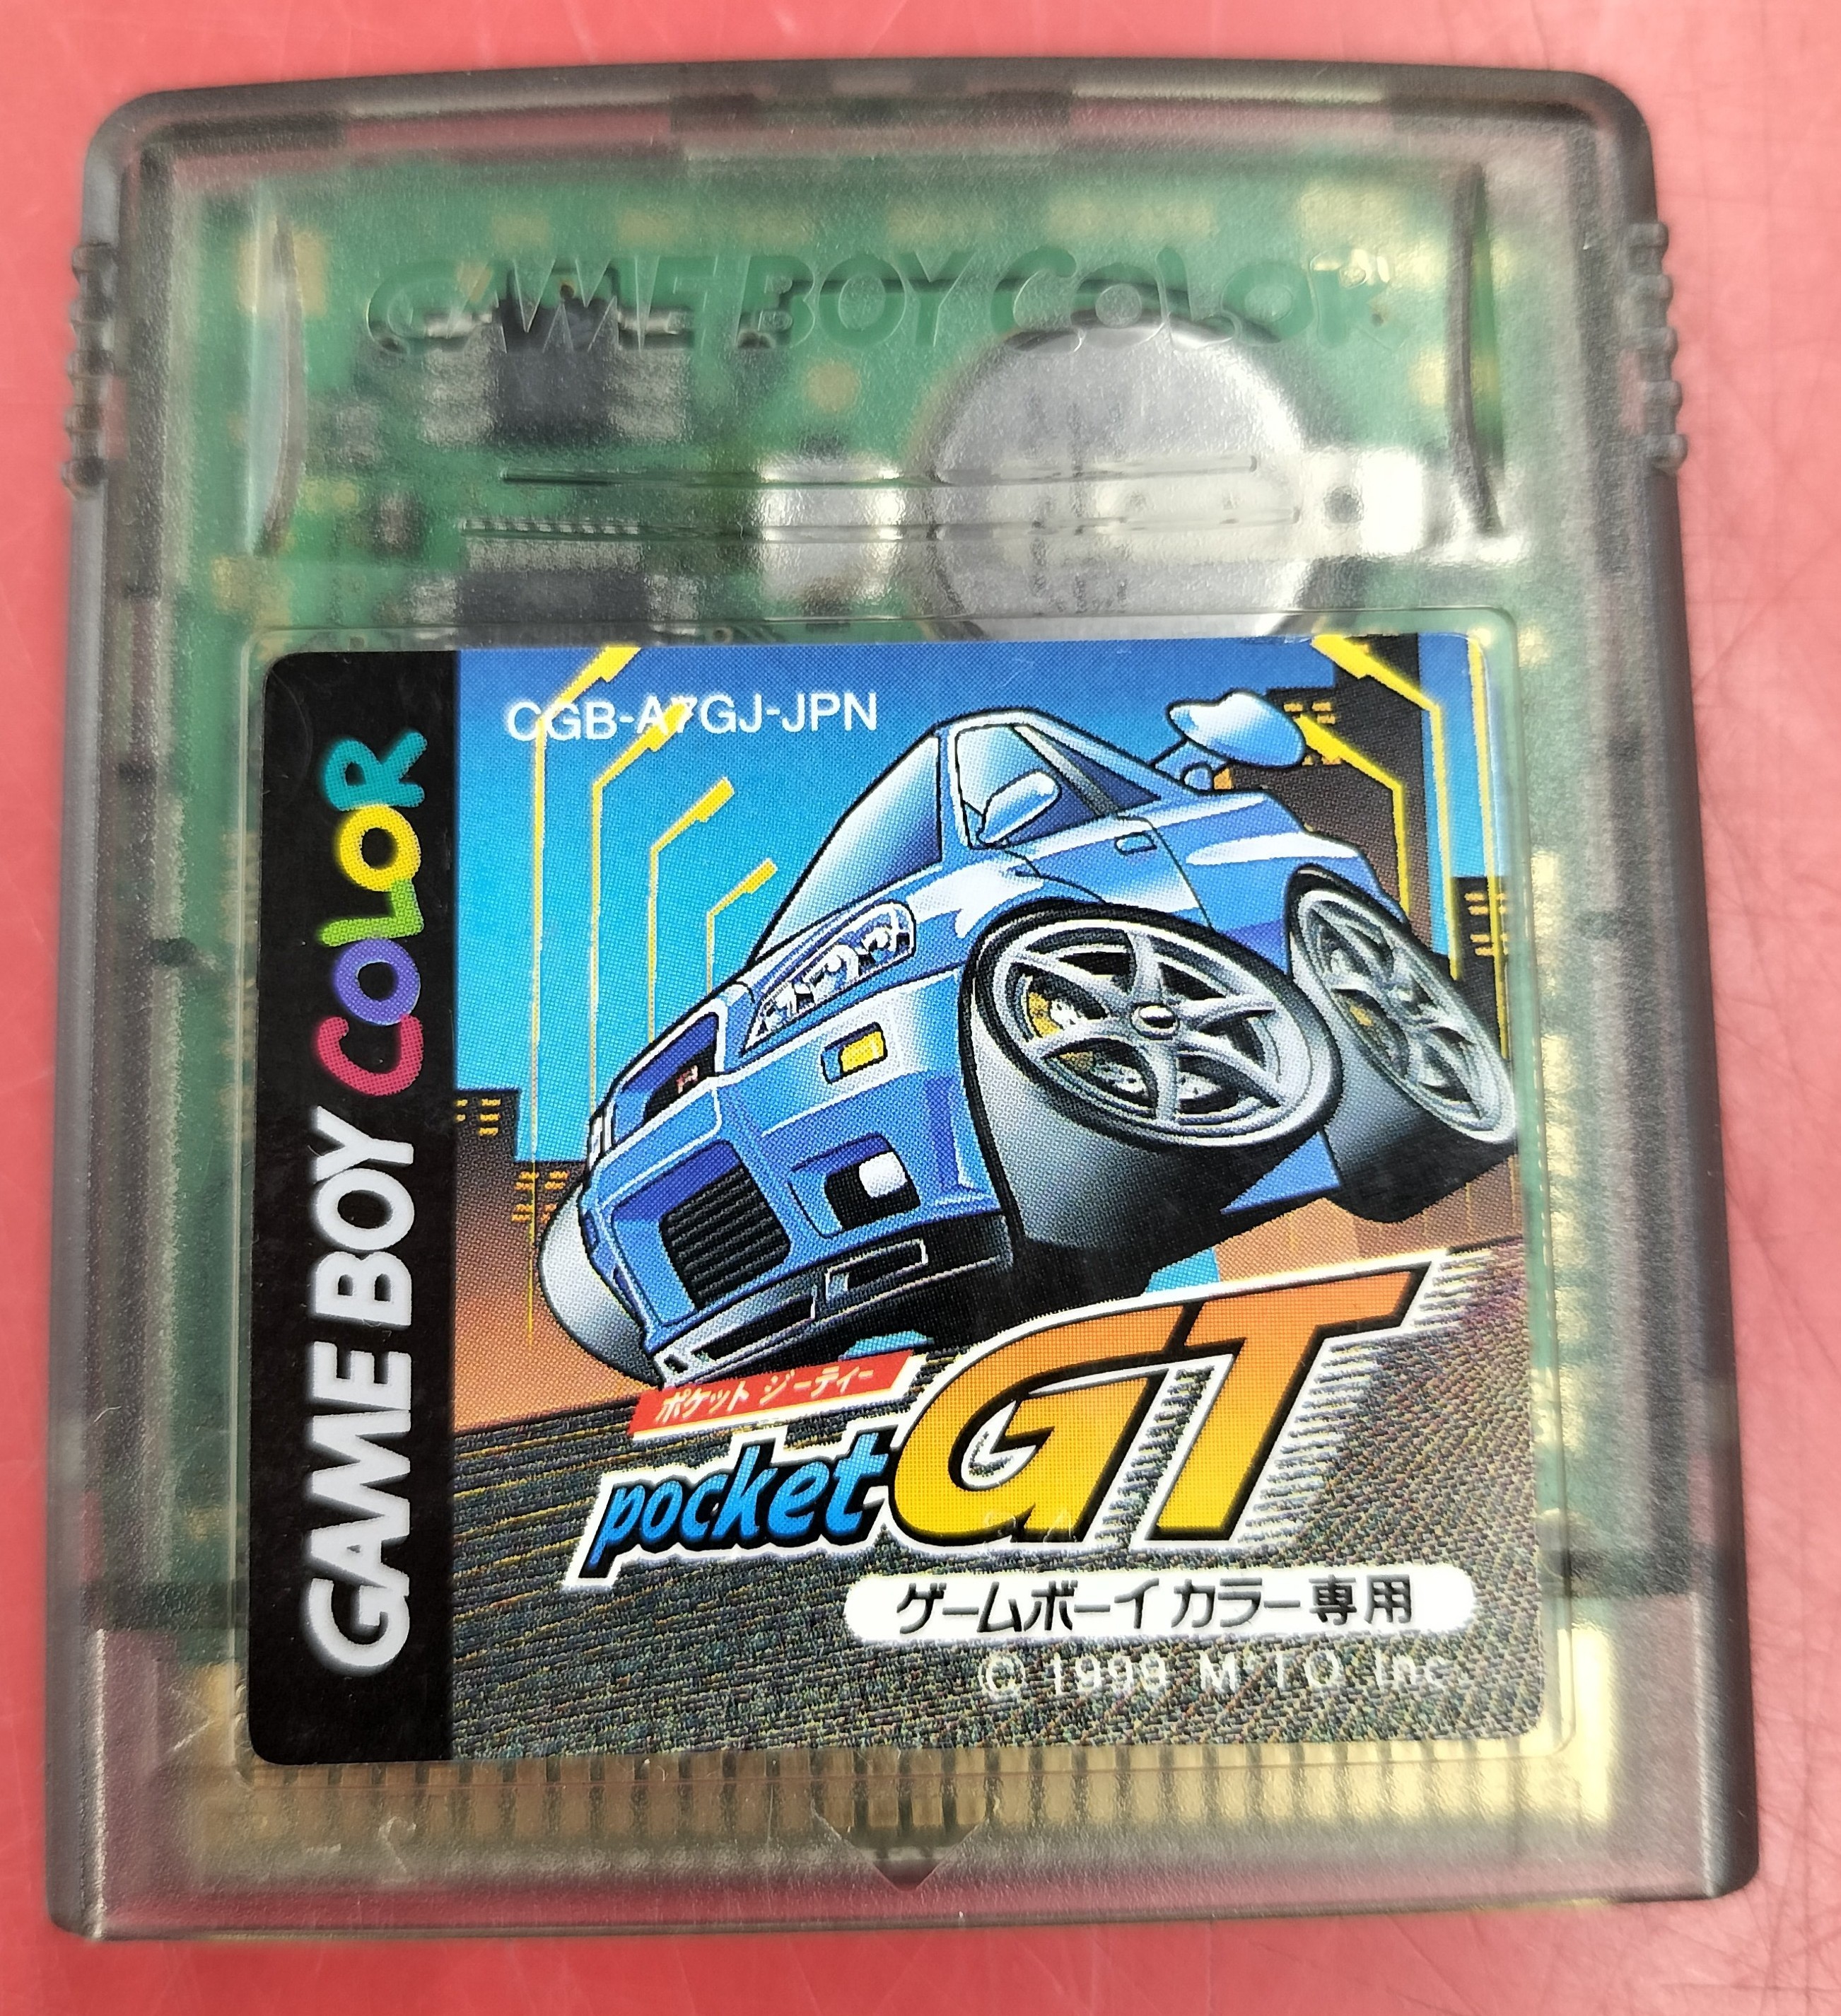 GAME BOY COLOR
CGB-A7GJ-JPN
GAME BOY COLOR
ポケット ジーティー
pocket GT
ゲームボーイカラー専用
© 1999 MTO Inc.